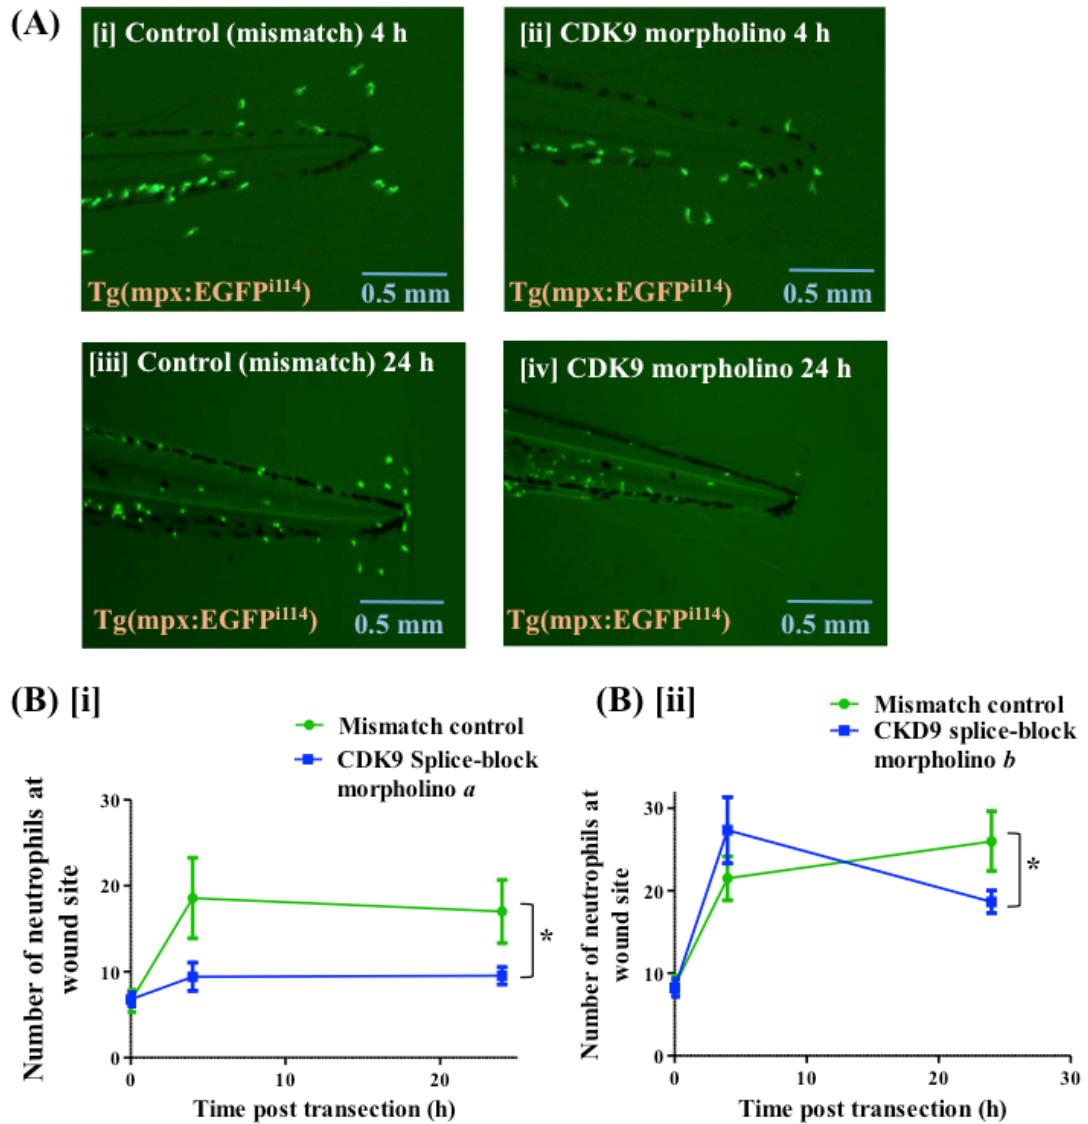 (A)
[i] Control (mismatch) 4 h
[ii] CDK9 morpholino 4 h
Tg(mpx:EGFPi114)
0.5 mm
Tg(mpx:EGFPi114)
0.5 mm
[iii] Control (mismatch) 24 h
[iv] CDK9 morpholino 24 h
Tg(mpx:EGFPi114)
0.5 mm
Tg(mpx:EGFPi114)
0.5 mm
(B) [i]
Mismatch control
CDK9 Splice-block
morpholino a
Number of neutrophils at
wound site
30
20
10
0
*
0
10
20
Time post transection (h)
(B) [ii]
Mismatch control
CKD9 splice-block
morpholino b
Number of neutrophils at
wound site
30
20
10
0
*
0
10
20
30
Time post transection (h)